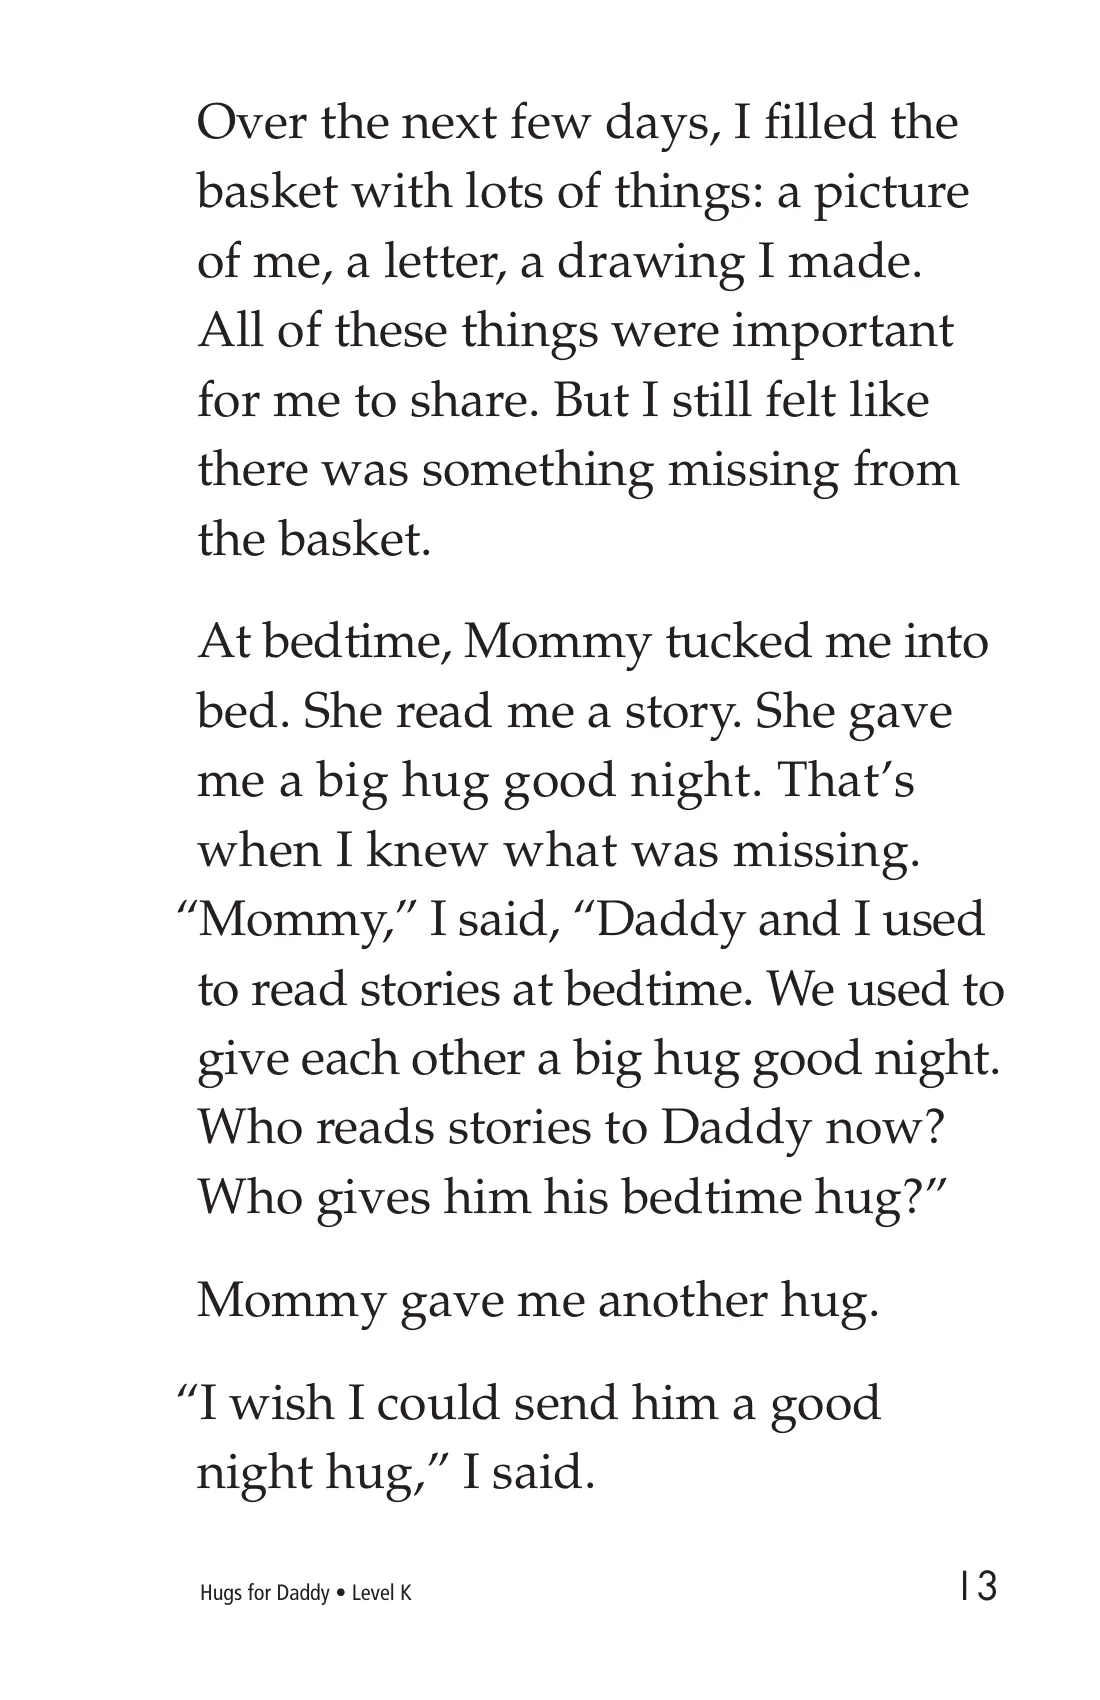 Over the next few days, I filled the
basket with lots of things: a picture
of me, a letter, a drawing I made.
All of these things were important
for me to share. But I still felt like
there was something missing from
the basket.
At bedtime, Mommy tucked me into
bed. She read me a story. She gave
me a big hug good night. That’s
when I knew what was missing.
“Mommy,” I said, “Daddy and I used
to read stories at bedtime. We used to
give each other a big hug good night.
Who reads stories to Daddy now?
Who gives him his bedtime hug?”
Mommy gave me another hug.
“I wish I could send him a good
night hug,” I said.
Hugs for Daddy • Level K
13